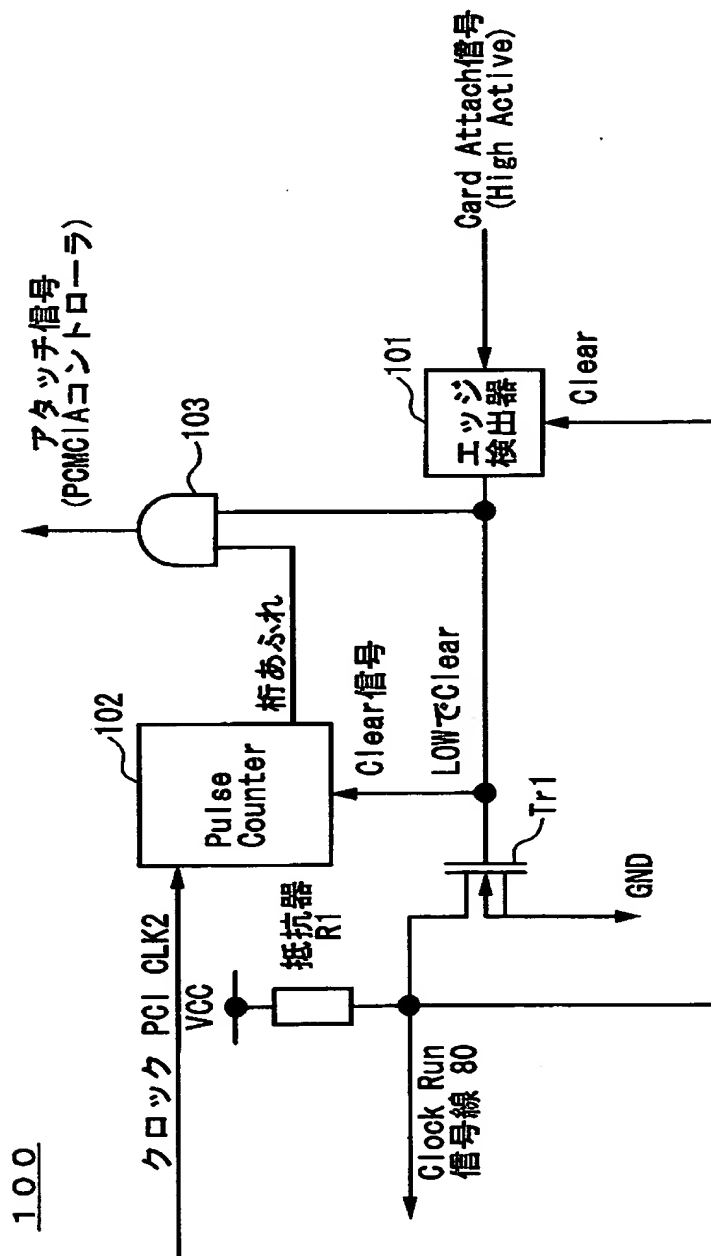 100
クロック PCI CLK2
アタッチ信号
(PCMCIAコントローラ)
102
Pulse
Counter
桁あふれ
103
VCC
抵抗器
R1
Clear信号
LOWでClear
101
エッジ
検出器
Card Attach信号
(High Active)
Clear
Tr1
GND
Clock Run
信号線 80